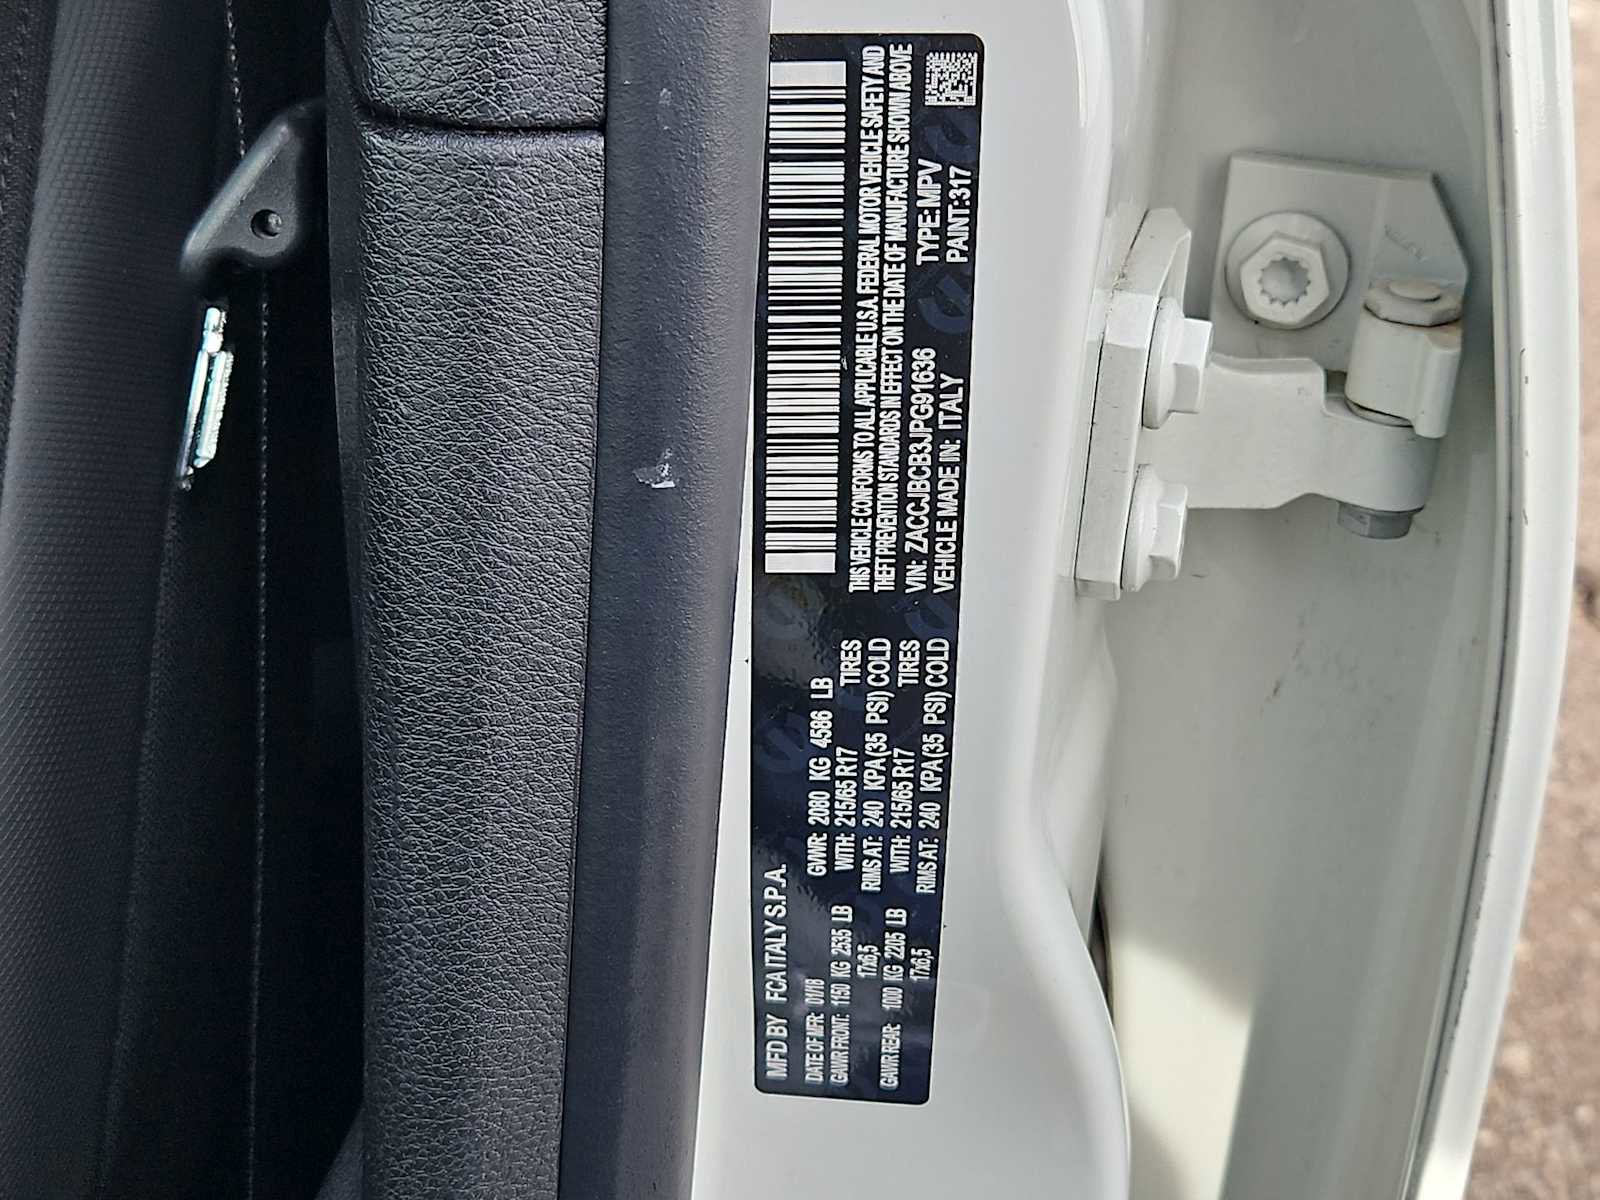 MFD BY FCA ITALY S.P.A.
DATE OF MFR: 01/18 GVWR: 2080 KG 4586 LB
GAWR FRONT: 1150 KG 2535 LB WITH: 215/65 R17 TIRES
17x6,5 RIMS AT: 240 KPA(35 PSI) COLD
GAWR REAR: 1000 KG 2205 LB WITH: 215/65 R17 TIRES
17x6,5 RIMS AT: 240 KPA(35 PSI) COLD
THIS VEHICLE CONFORMS TO ALL APPLICABLE U.S.A. FEDERAL MOTOR VEHICLE SAFETY AND
THEFT PREVENTION STANDARDS IN EFFECT ON THE DATE OF MANUFACTURE SHOWN ABOVE
VIN: ZACCJBCB3JPG91636 TYPE: MPV
VEHICLE MADE IN: ITALY PAINT:317